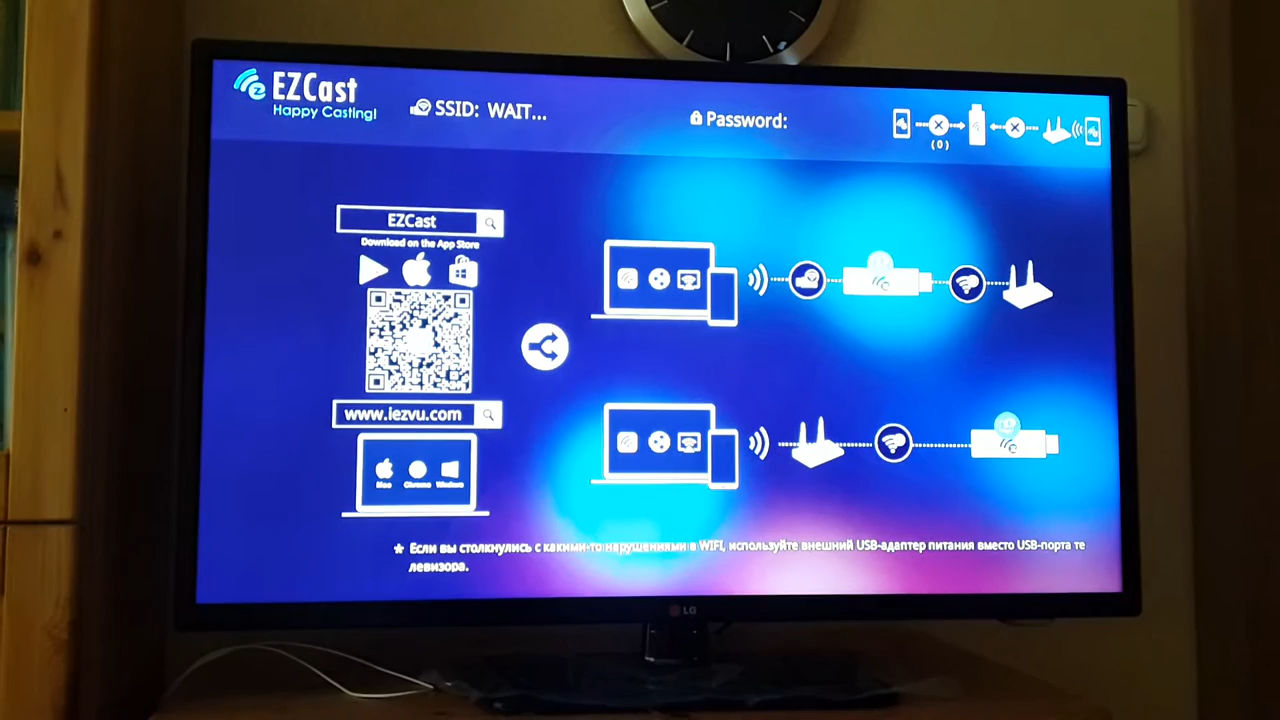 EZCast
Happy Casting!
SSID: WAIT...
Password:
(0)
EZCast
Download on the App Store
www.iezvu.com
Mac Chrome Windows
* Если вы столкнулись с какими-то нарушениями в WIFI, используйте внешний USB-адаптер питания вместо USB-порта те
левизора.
LG